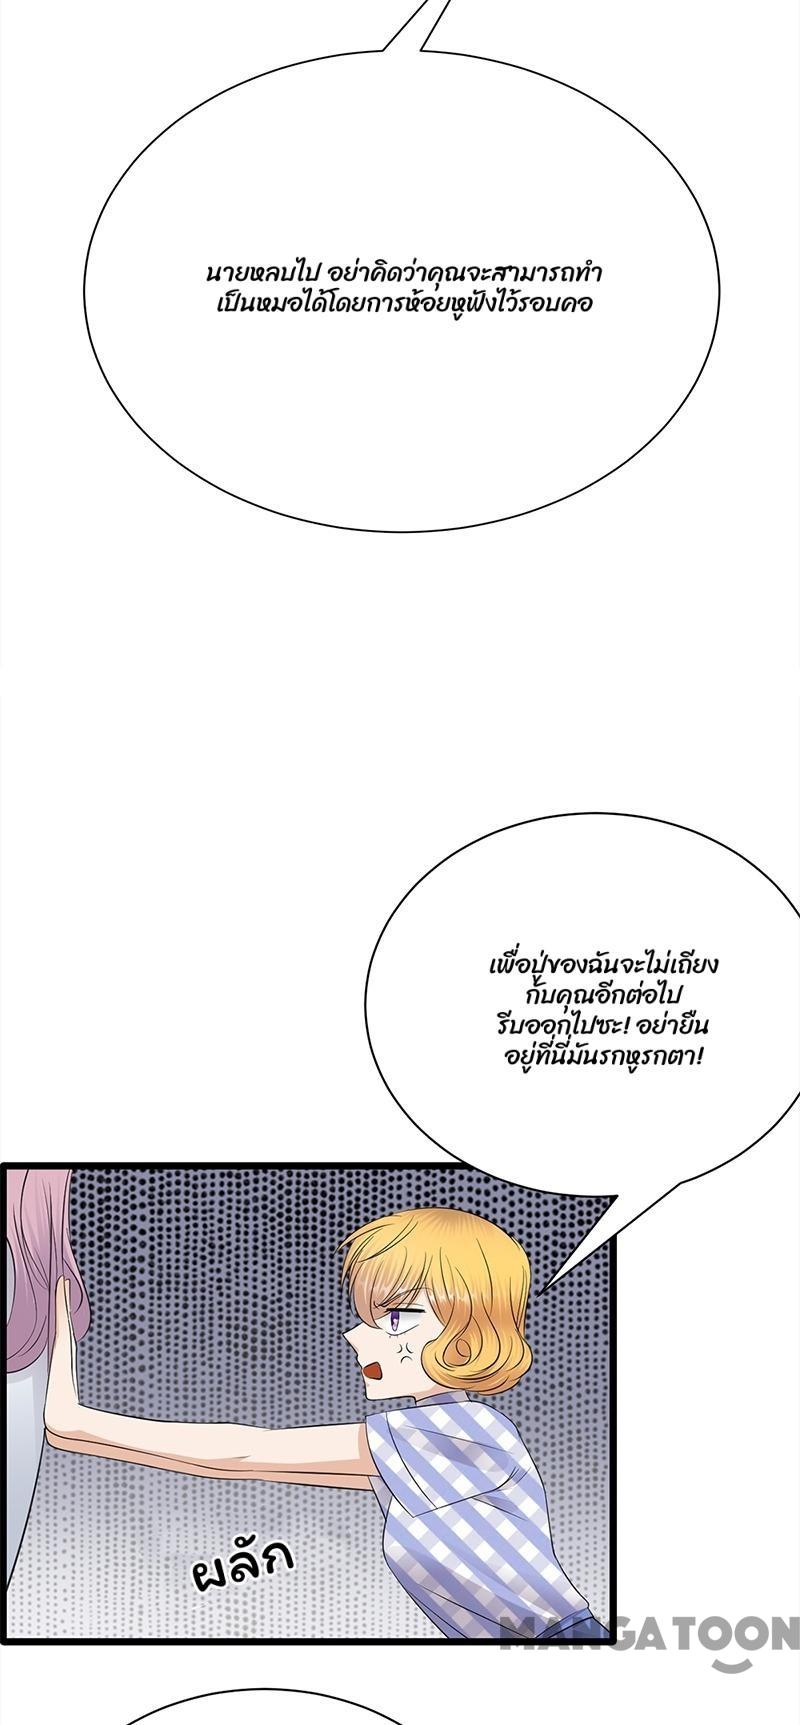 นายหลบไป อย่าคิดว่าคุณจะสามารถทำ
เป็นหมอได้โดยการห้อยหูฟังไว้รอบคอ
เพื่อปู่ของฉันจะไม่เถียง
กับคุณอีกต่อไป
รีบออกไปซะ! อย่ายืน
อยู่ที่นี่มันรกหูรกตา!
ผลัก
MANGATOON